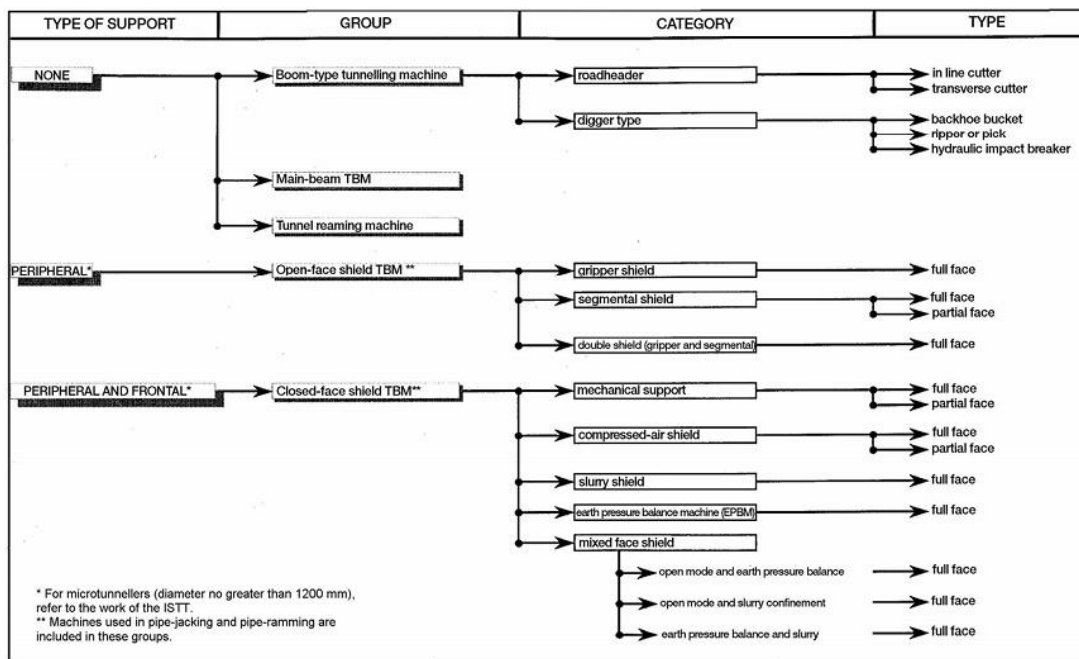 TYPE OF SUPPORT GROUP CATEGORY TYPE
NONE Boom-type tunnelling machine roadheader in line cutter
transverse cutter
digger type backhoe bucket
rippor or pick
hydraulic impact breaker
Main-beam TBM
Tunnel reaming machine
PERIPHERAL* Open-face shield TBM ** gripper shield full face
segmental shield full face
partial face
double shield (gripper and segmental) full face
PERIPHERAL AND FRONTAL* Closed-face shield TBM** mechanical support full face
partial face
compressed-air shield full face
partial face
slurry shield full face
earth pressure balance machine (EPBM) full face
mixed face shield
open mode and earth pressure balance full face
open mode and slurry confinement full face
earth pressure balance and slurry full face
* For microtunnellers (diameter no greater than 1200 mm),
refer to the work of the ISTT.
** Machines used in pipe-jacking and pipe-ramming are
included in these groups.